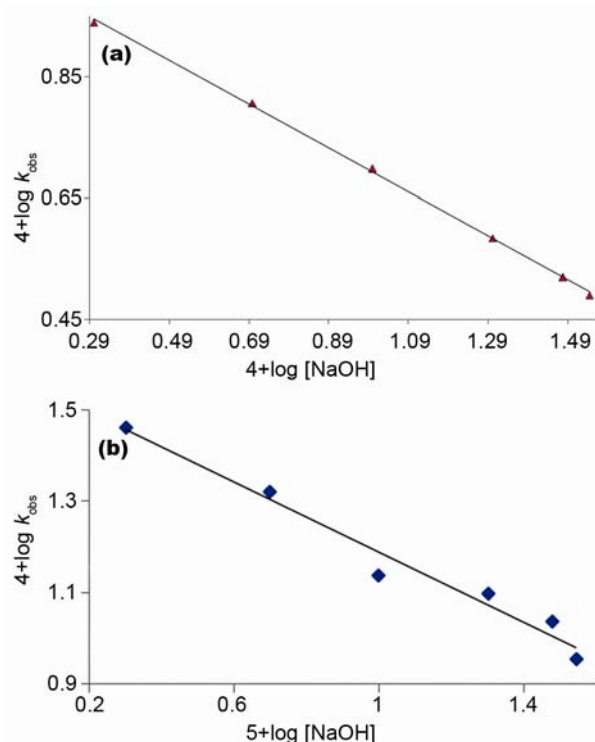 (a)
0.85
0.65
0.45
4+log kobs
0.29 0.49 0.69 0.89 1.09 1.29 1.49
4+log [NaOH]
(b)
1.5
1.3
1.1
0.9
4+log kobs
0.2 0.6 1 1.4
5+log [NaOH]